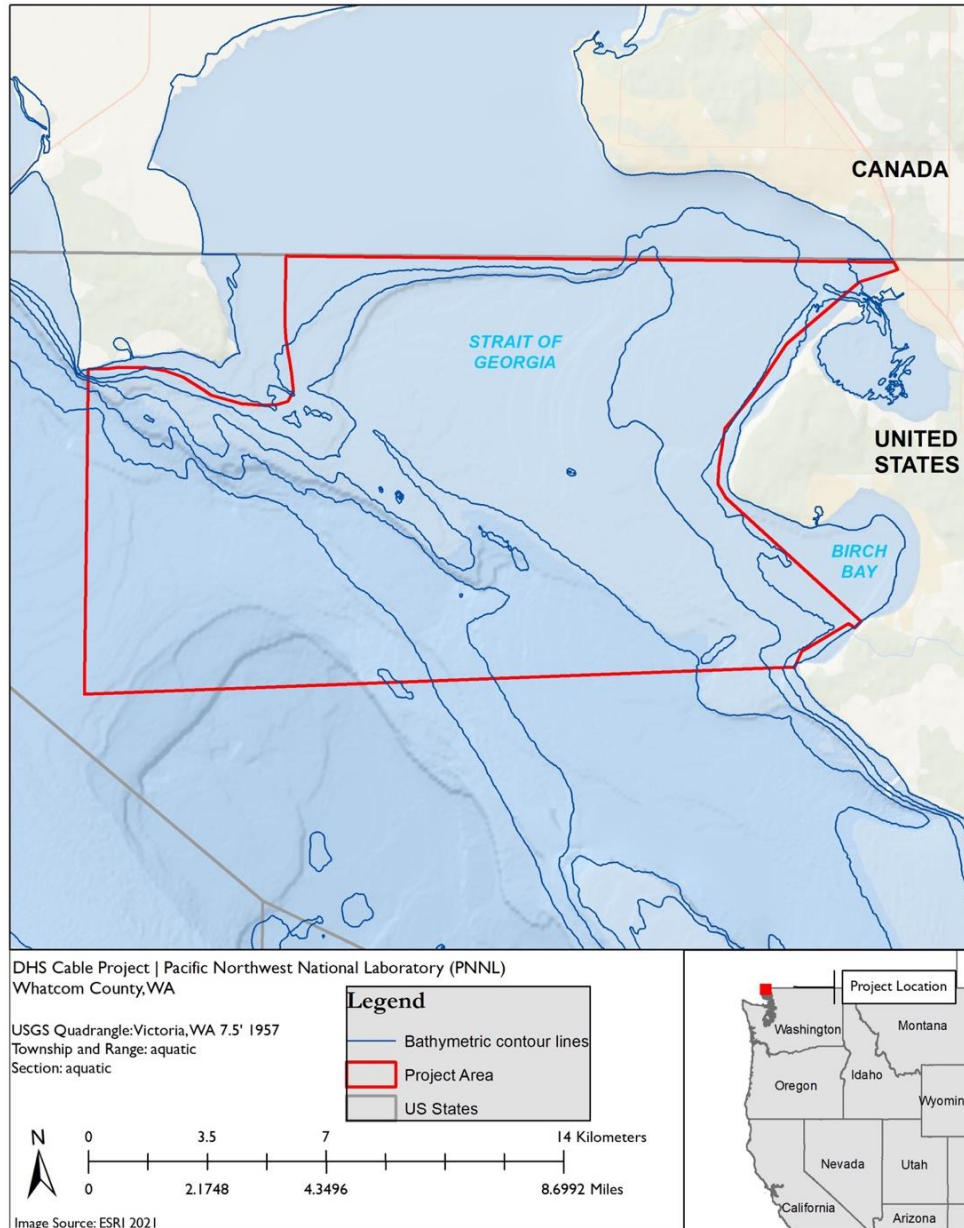 CANADA
STRAIT OF
GEORGIA
UNITED
STATES
BIRCH
BAY
DHS Cable Project | Pacific Northwest National Laboratory (PNNL)
Whatcom County,WA
USGS Quadrangle:Victoria,WA 7.5' 1957
Township and Range: aquatic
Section: aquatic
Legend
Bathymetric contour lines
Project Area
US States
N
0 3.5 7 14 Kilometers
0 2.1748 4.3496 8.6992 Miles
Image Source: ESRI 2021
Project Location
Washington
Montana
Oregon
Idaho
Wyomin
Nevada
Utah
California
Arizona